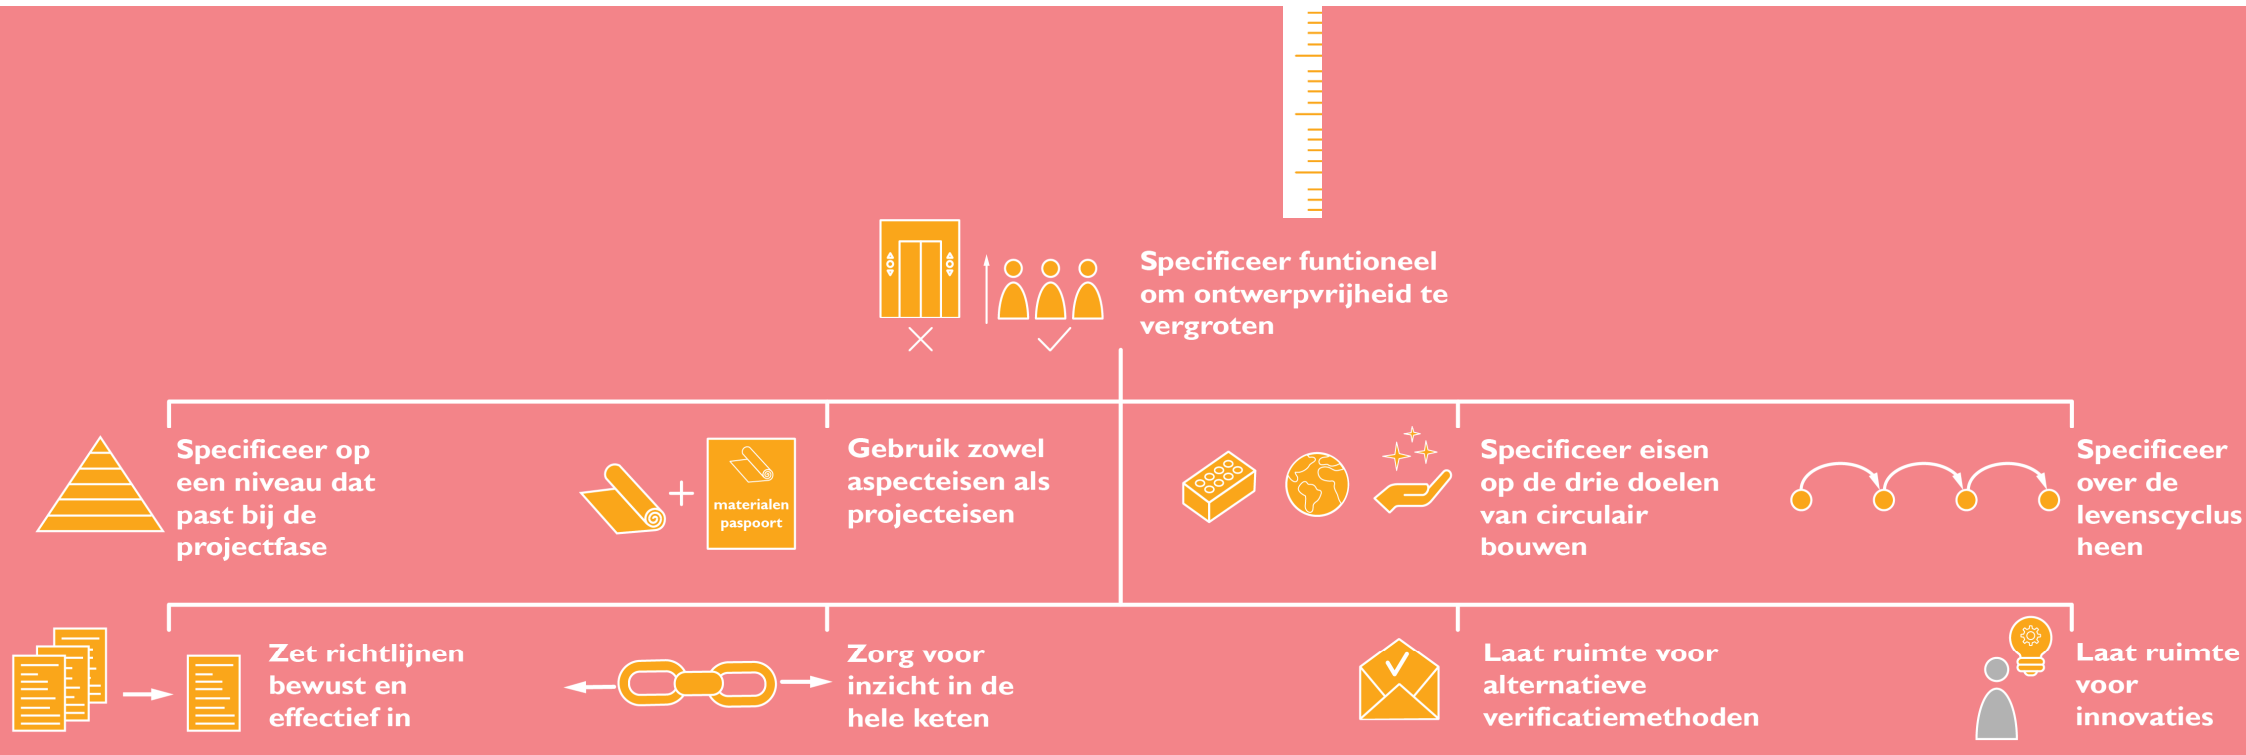 Specificeer funtioneel
om ontwerpvrijheid te
vergroten
Specificeer op
een niveau dat
past bij de
projectfase
materialen
paspoort
Gebruik zowel
aspecteisen als
projecteisen
Specificeer eisen
op de drie doelen
van circulair
bouwen
Specificeer
over de
levenscyclus
heen
Zet richtlijnen
bewust en
effectief in
Zorg voor
inzicht in de
hele keten
Laat ruimte voor
alternatieve
verificatiemethoden
Laat ruimte
voor
innovaties